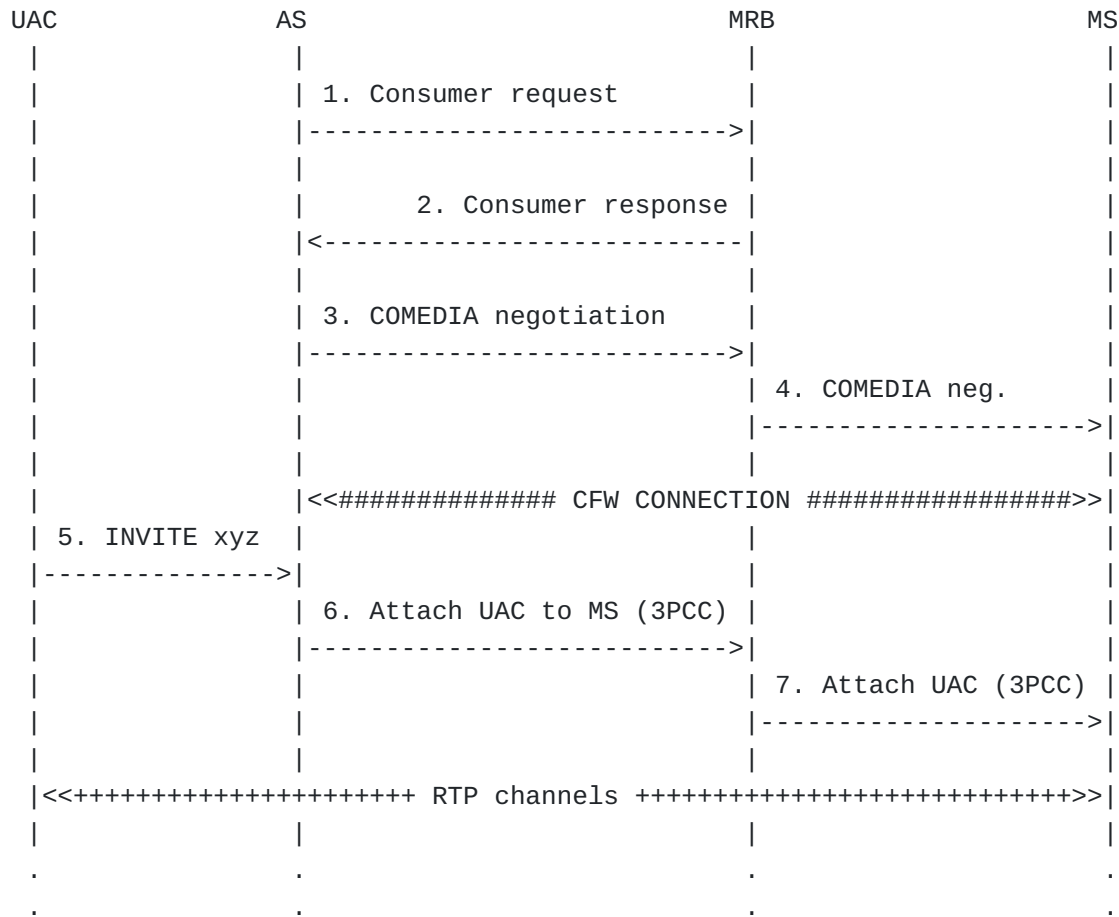 UAC AS MRB MS
1. Consumer request
2. Consumer response
3. COMEDIA negotiation
4. COMEDIA neg.
<<############## CFW CONNECTION #################>>
5. INVITE xyz
6. Attach UAC to MS (3PCC)
7. Attach UAC (3PCC)
<<++++++++++++++++++++++ RTP channels ++++++++++++++++++++++++++++>>